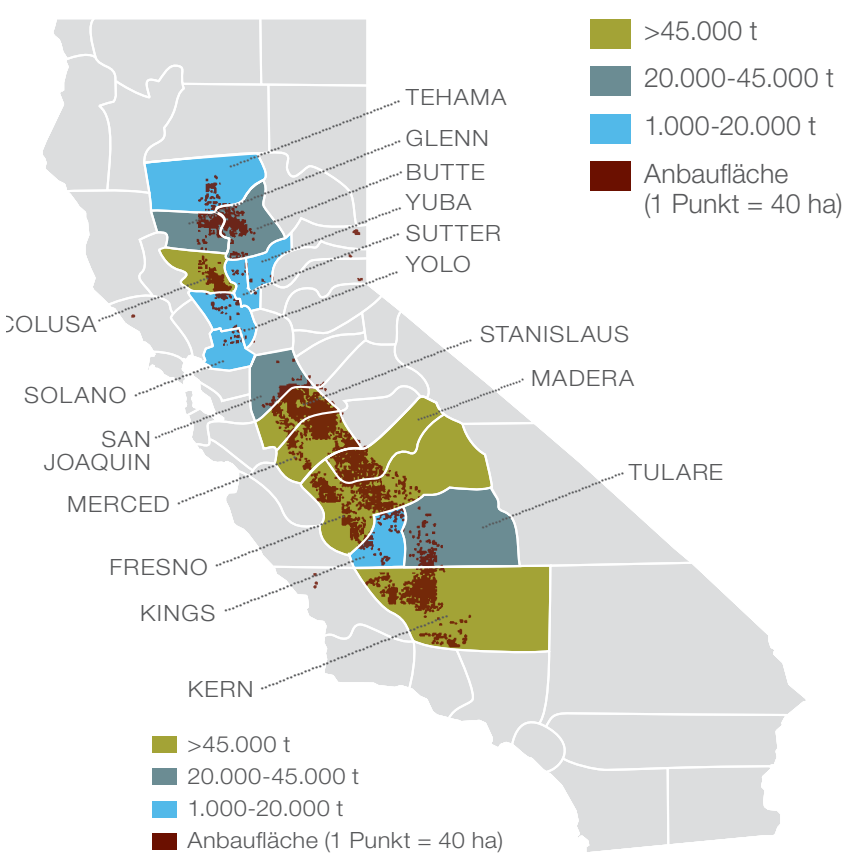 >45.000 t
20.000-45.000 t
1.000-20.000 t
Anbaufläche
(1 Punkt = 40 ha)
TEHAMA
GLENN
BUTTE
YUBA
SUTTER
YOLO
COLUSA
STANISLAUS
MADERA
SOLANO
SAN
JOAQUIN
TULARE
MERCED
FRESNO
KINGS
KERN
>45.000 t
20.000-45.000 t
1.000-20.000 t
Anbaufläche (1 Punkt = 40 ha)